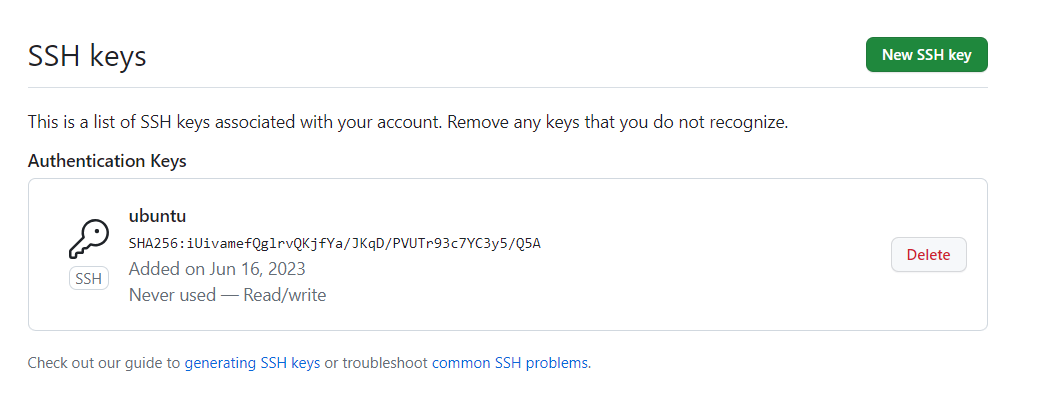 SSH keys
New SSH key
This is a list of SSH keys associated with your account. Remove any keys that you do not recognize.
Authentication Keys
ubuntu
SHA256:iUivamefQglrvQKjfYa/JKqD/PVUTr93c7YC3y5/Q5A
Added on Jun 16, 2023
SSH
Never used — Read/write
Delete
Check out our guide to generating SSH keys or troubleshoot common SSH problems.